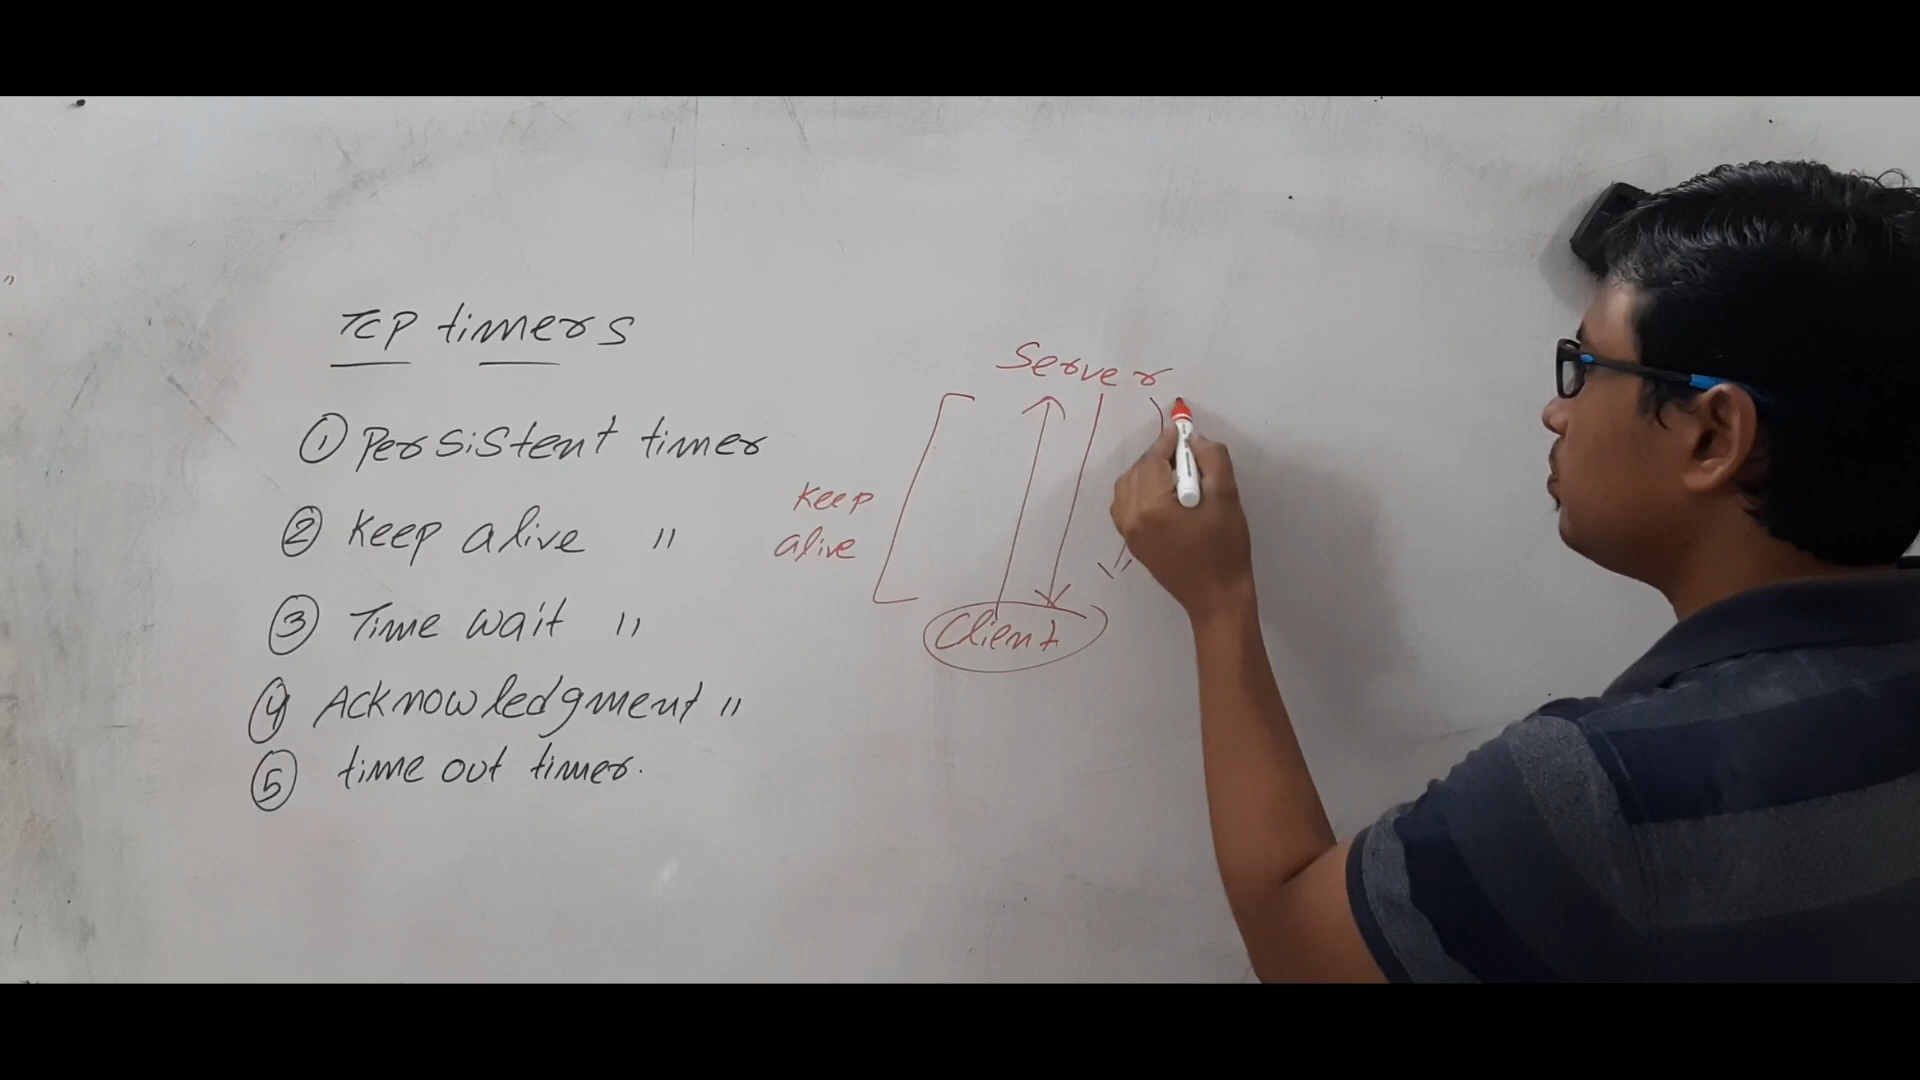 TCP timers
① Persistent timer
② Keep alive "
③ Time wait "
④ Acknowledgment "
⑤ time out timer.
Server
Keep
alive
Client